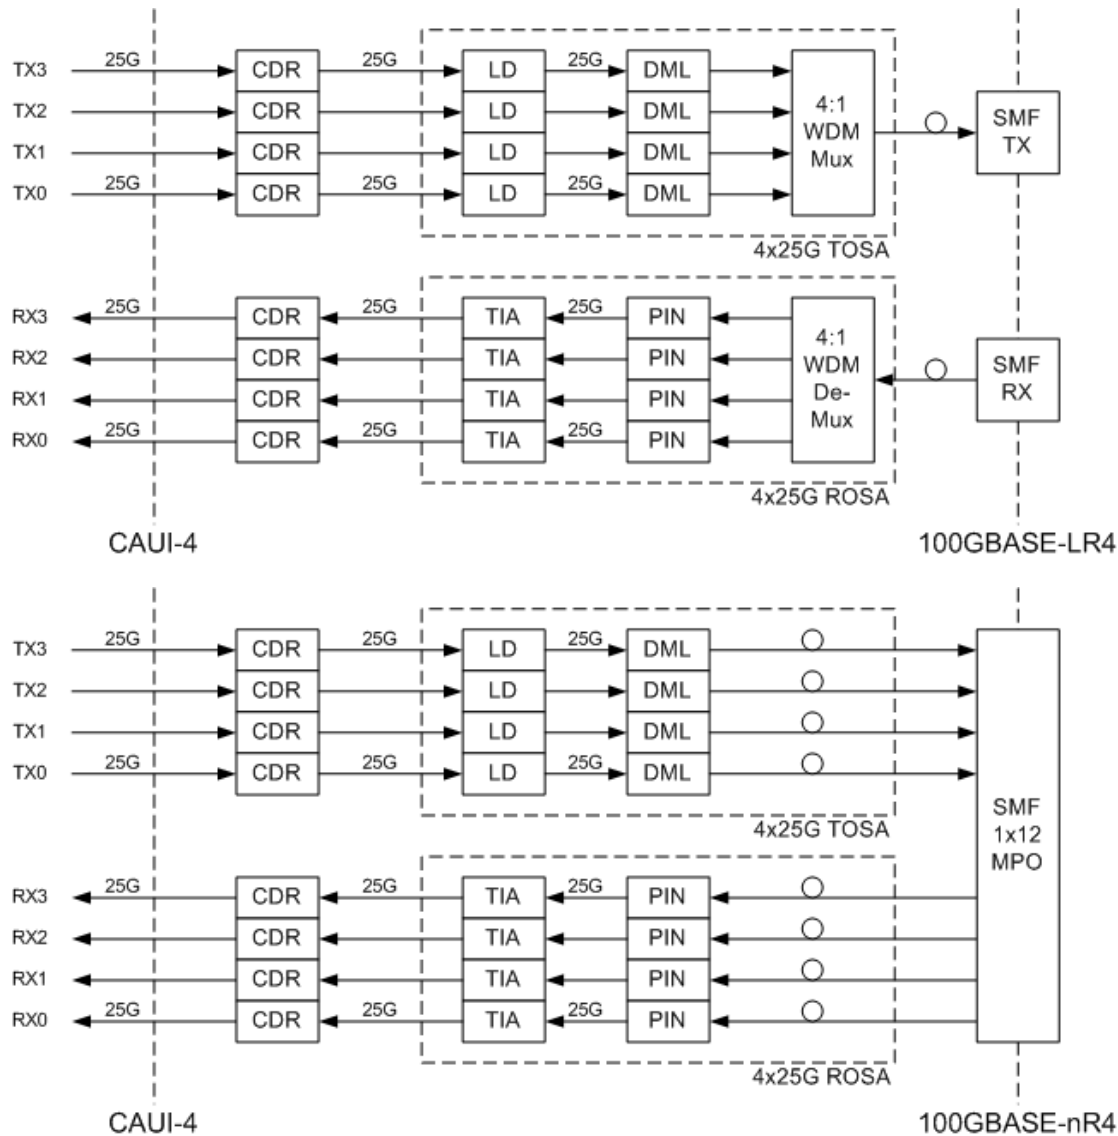 TX3 25G CDR 25G LD 25G DML
TX2 CDR LD DML
TX1 CDR LD DML
TX0 25G CDR 25G LD 25G DML
4:1
WDM
Mux
SMF
TX
4x25G TOSA
RX3 25G CDR 25G TIA 25G PIN
RX2 CDR TIA PIN
RX1 CDR TIA PIN
RX0 25G CDR 25G TIA 25G PIN
4:1
WDM
De-
Mux
SMF
RX
4x25G ROSA
CAUI-4 100GBASE-LR4
TX3 25G CDR 25G LD 25G DML
TX2 CDR LD DML
TX1 CDR LD DML
TX0 25G CDR 25G LD 25G DML
4x25G TOSA
SMF
1x12
MPO
RX3 25G CDR 25G TIA 25G PIN
RX2 CDR TIA PIN
RX1 CDR TIA PIN
RX0 25G CDR 25G TIA 25G PIN
4x25G ROSA
CAUI-4 100GBASE-nR4